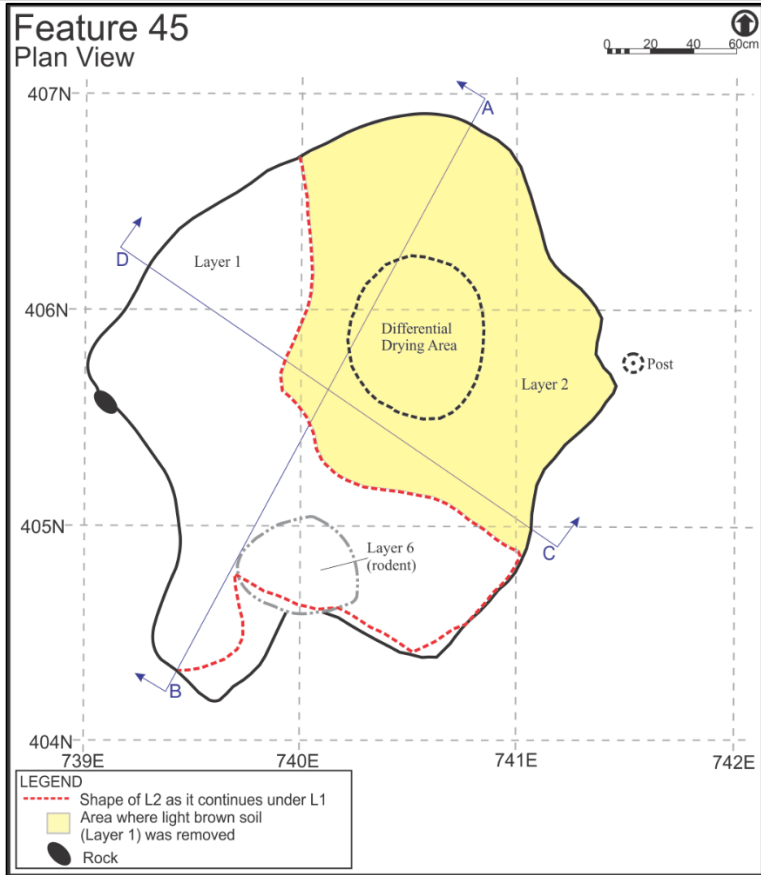 Feature 45
Plan View
0 20 40 60cm
407N
A
D
Layer 1
406N
Differential
Drying Area
Post
Layer 2
405N
Layer 6
(rodent)
C
B
404N
739E 740E 741E 742E
LEGEND
Shape of L2 as it continues under L1
Area where light brown soil
(Layer 1) was removed
Rock